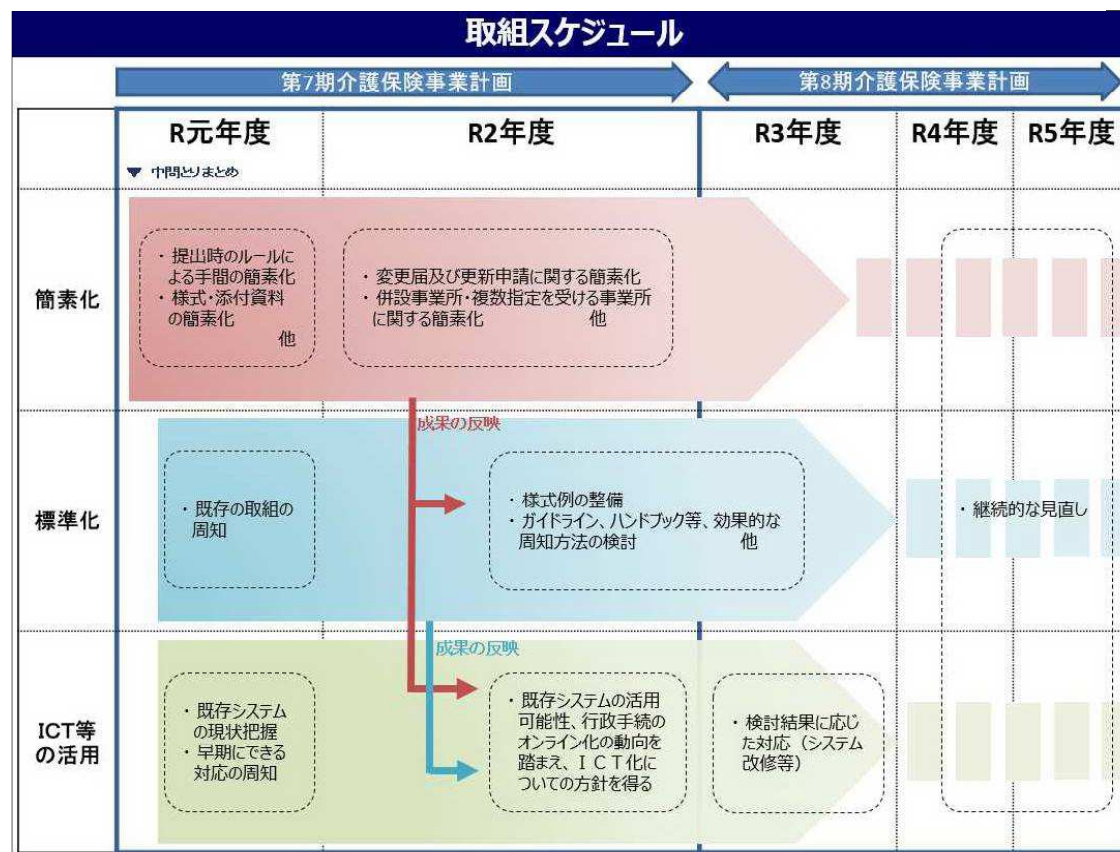 取組スケジュール
第7期介護保険事業計画
第8期介護保険事業計画
R元年度
R2年度
R3年度
R4年度
R5年度
▼ 中間とりまとめ
簡素化
・提出時のルールに
よる手間の簡素化
・様式・添付資料
の簡素化
他
・変更届及び更新申請に関する簡素化
・併設事業所・複数指定を受ける事業所
に関する簡素化 他
成果の反映
標準化
・既存の取組の
周知
・様式例の整備
・ガイドライン、ハンドブック等、効果的な
周知方法の検討 他
・継続的な見直し
成果の反映
ICT等
の活用
・既存システム
の現状把握
・早期にできる
対応の周知
・既存システムの活用
可能性、行政手続の
オンライン化の動向を
踏まえ、ＩＣＴ化に
ついての方針を得る
・検討結果に応じ
た対応（システム
改修等）